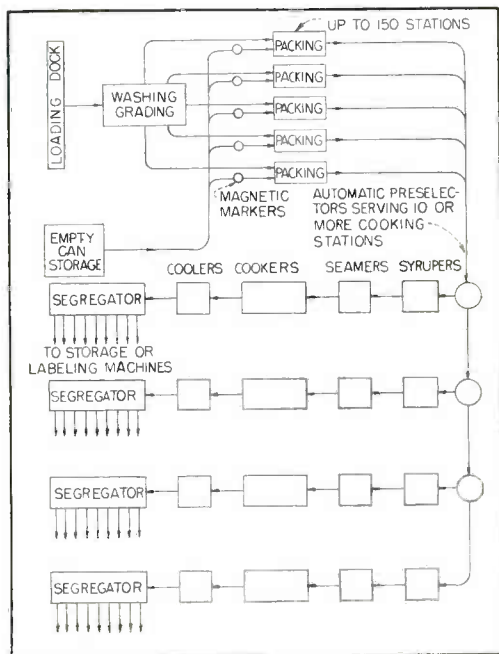 UP TO 150 STATIONS
LOADING DOCK
WASHING
GRADING
PACKING
PACKING
PACKING
PACKING
PACKING
MAGNETIC
MARKERS
AUTOMATIC PRESELEC-
TORS SERVING 10 OR
MORE COOKING
STATIONS
EMPTY
CAN
STORAGE
COOLERS COOKERS SEAMERS SYRUPERS
SEGREGATOR
TO STORAGE OR
LABELING MACHINES
SEGREGATOR
SEGREGATOR
SEGREGATOR